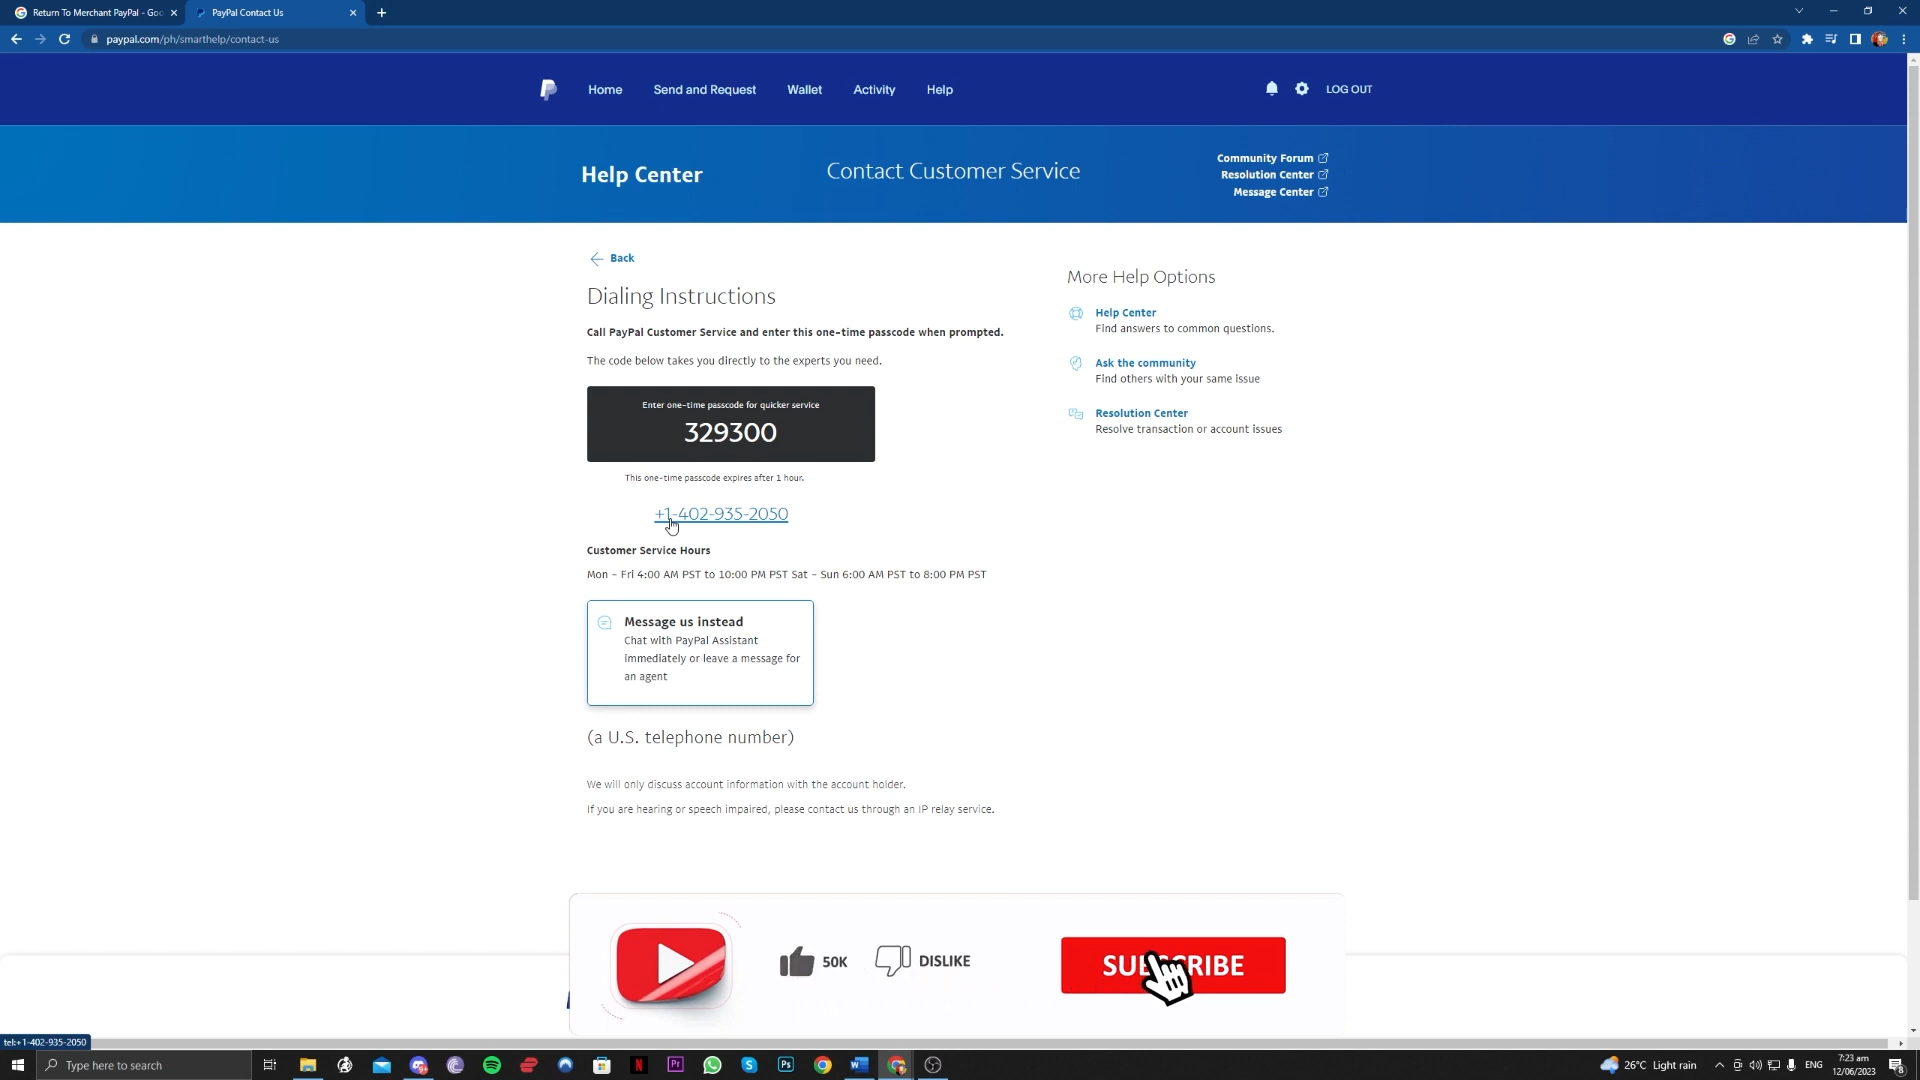 Return To Merchant PayPal - Goo
PayPal Contact Us
paypal.com/ph/smarthelp/contact-us
Home
Send and Request
Wallet
Activity
Help
LOG OUT
Help Center
Contact Customer Service
Community Forum
Resolution Center
Message Center
Back
Dialing Instructions
Call PayPal Customer Service and enter this one-time passcode when prompted.
The code below takes you directly to the experts you need.
Enter one-time passcode for quicker service
329300
This one-time passcode expires after 1 hour.
+1-402-935-2050
Customer Service Hours
Mon - Fri 4:00 AM PST to 10:00 PM PST Sat - Sun 6:00 AM PST to 8:00 PM PST
Message us instead
Chat with PayPal Assistant
immediately or leave a message for
an agent
(a U.S. telephone number)
We will only discuss account information with the account holder.
If you are hearing or speech impaired, please contact us through an IP relay service.
More Help Options
Help Center
Find answers to common questions.
Ask the community
Find others with your same issue
Resolution Center
Resolve transaction or account issues
50K
DISLIKE
SUBSCRIBE
tel:+1-402-935-2050
Type here to search
26°C Light rain
ENG
7:23 am
12/06/2023